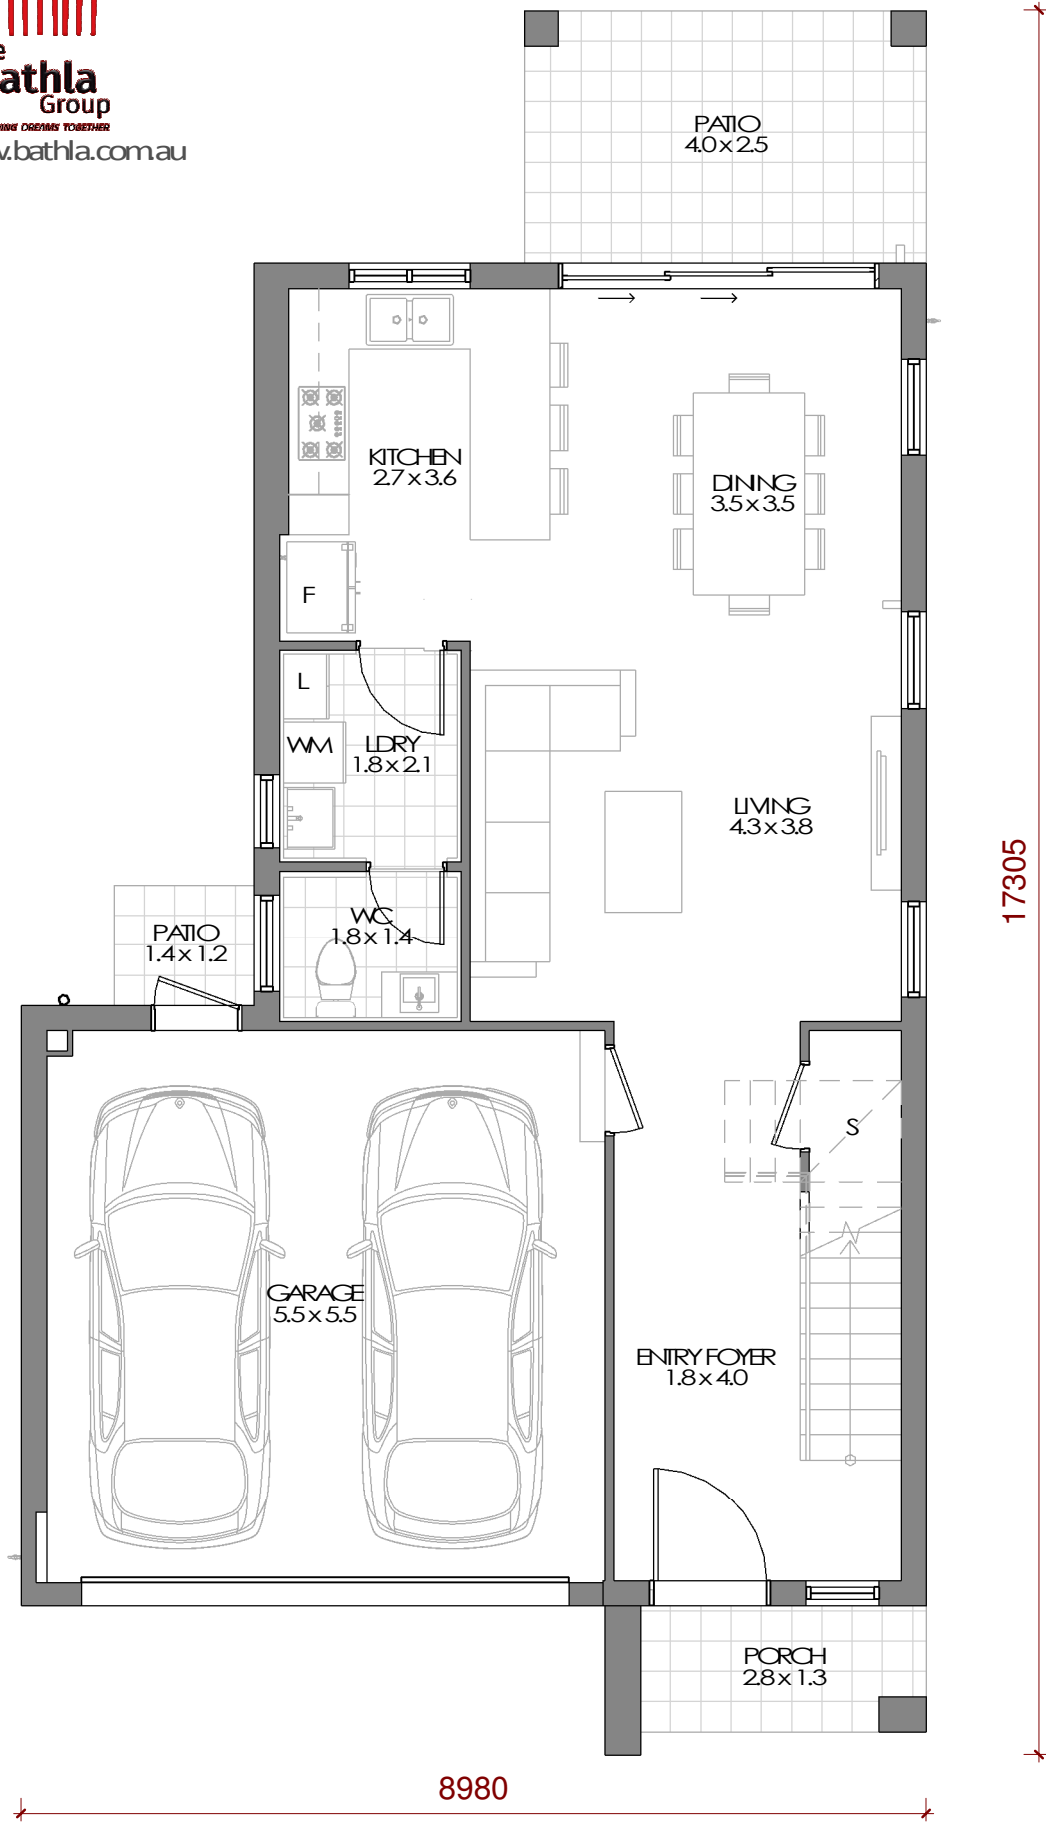 athla
Group
DREAMS TOGETHER
.bathla.com.au
PATIO
4.0 x 2.5
KITCHEN
2.7 x 3.6
DINING
3.5 x 3.5
F
L
WM
LDRY
1.8 x 2.1
LIVING
4.3 x 3.8
17305
WC
1.8 x 1.4
PATIO
1.4 x 1.2
S
GARAGE
5.5 x 5.5
ENTRY FOYER
1.8 x 4.0
PORCH
2.8 x 1.3
8980